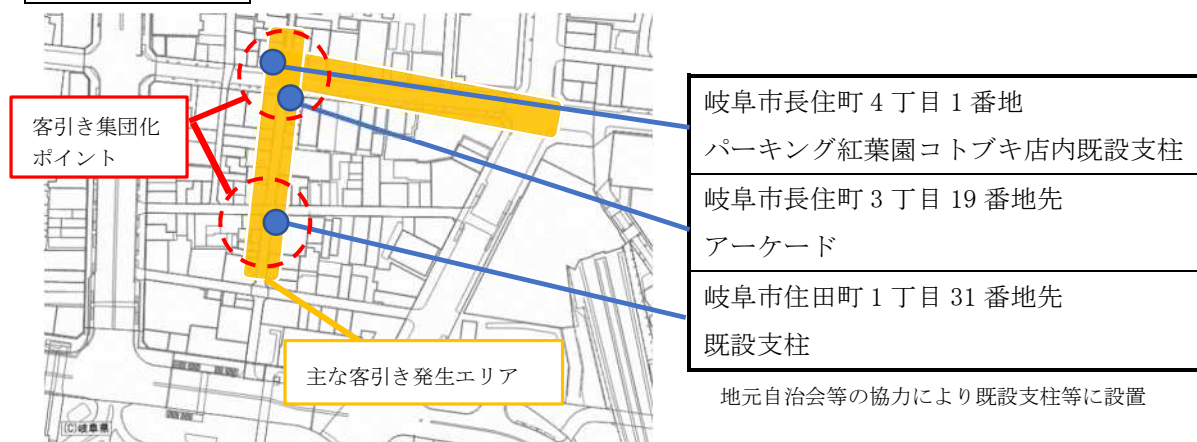 客引き集団化
ポイント
主な客引き発生エリア
(C)岐阜県
岐阜市長住町4丁目1番地
パーキング紅葉園コトブキ店内既設支柱
岐阜市長住町3丁目19番地先
アーケード
岐阜市住田町1丁目31番地先
既設支柱
地元自治会等の協力により既設支柱等に設置